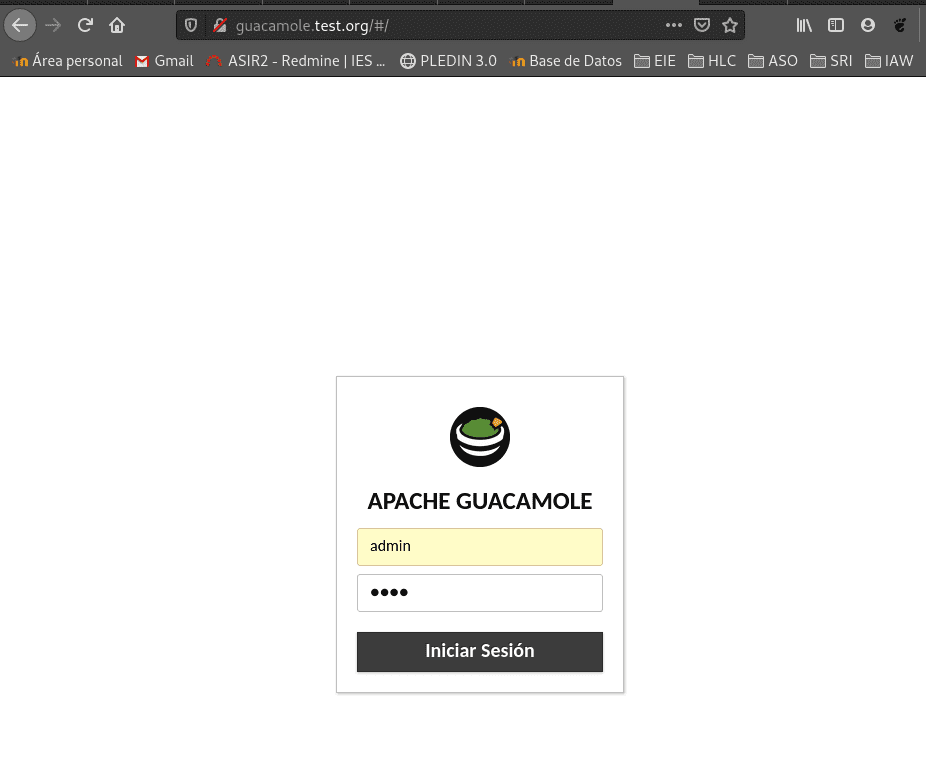 guacamole.test.org/#/
Área personal Gmail ASIR2 - Redmine | IES ... PLEDIN 3.0 Base de Datos EIE HLC ASO SRI IAW
APACHE GUACAMOLE
admin
••••
Iniciar Sesión